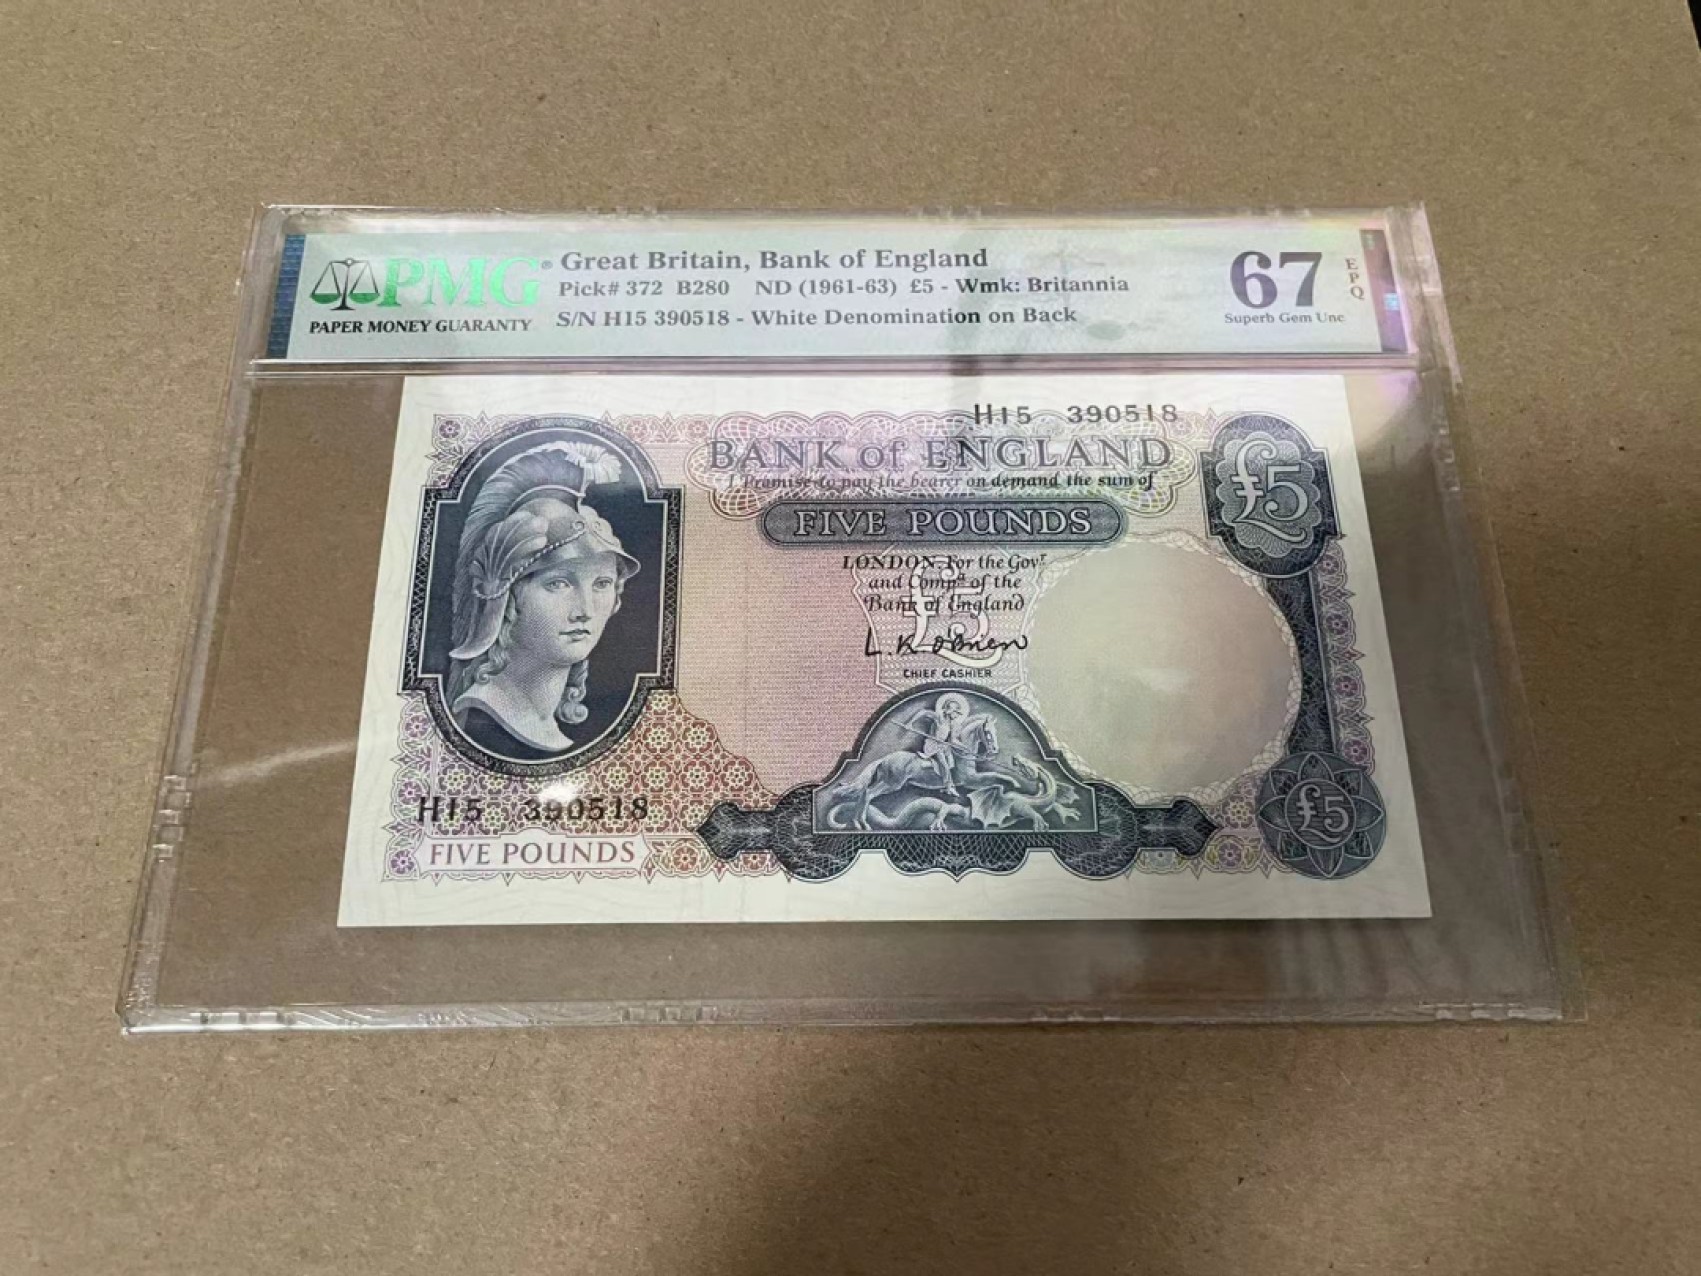 PMG®
PAPER MONEY GUARANTY
Great Britain, Bank of England
Pick# 372 B280 ND (1961-63) £5 - Wmk: Britannia
S/N H15 390518 - White Denomination on Back
67
EPQ
Superb Gem Unc
H15 390518
BANK of ENGLAND
I Promise to pay the bearer on demand the sum of
FIVE POUNDS
£5
LONDON, For the Govʳ
and Compᵃ of the
Bank of England
£5
L.K. O'Brien
CHIEF CASHIER
H15 390518
FIVE POUNDS
£5